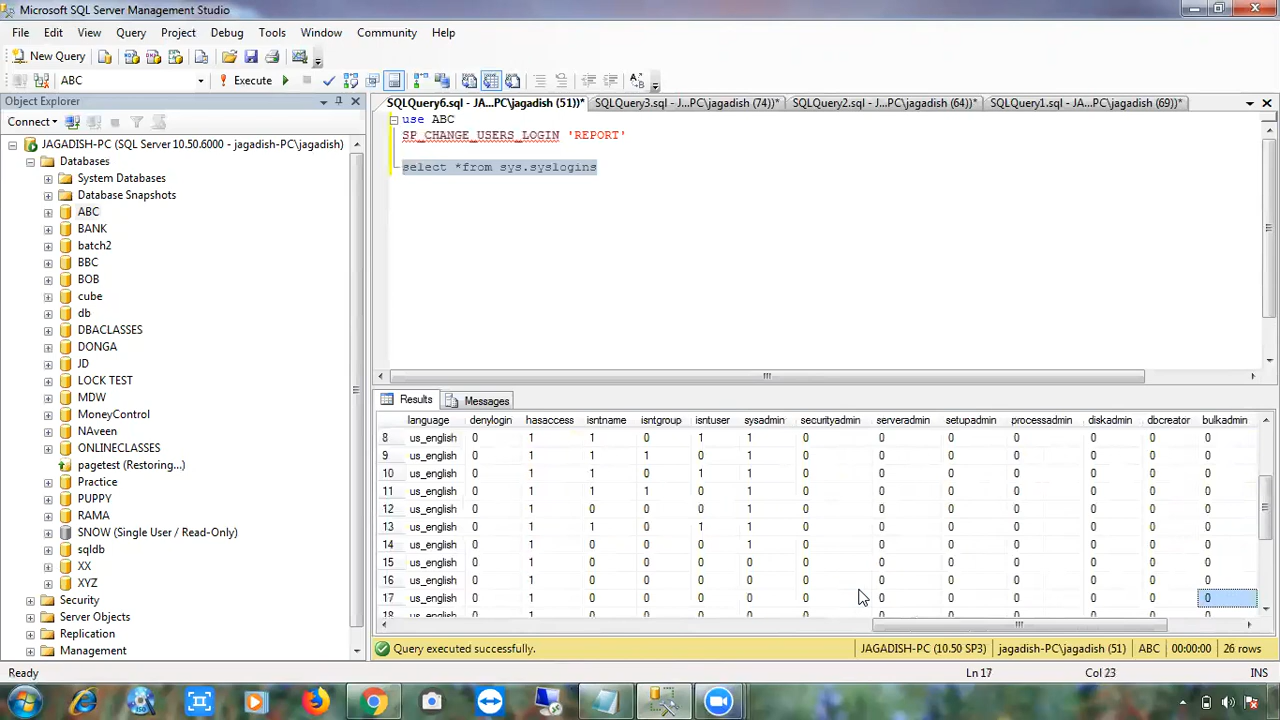 Microsoft SQL Server Management Studio
File Edit View Query Project Debug Tools Window Community Help
New Query
ABC Execute
Object Explorer
SQLQuery6.sql - JA...PC\jagadish (51))* SQLQuery3.sql - J...PC\jagadish (74))* SQLQuery2.sql - J...PC\jagadish (64))* SQLQuery1.sql - JA...PC\jagadish (69))*
Connect
JAGADISH-PC (SQL Server 10.50.6000 - jagadish-PC\jagadish)
Databases
System Databases
Database Snapshots
ABC
BANK
batch2
BBC
BOB
cube
db
DBACLASSES
DONGA
JD
LOCK TEST
MDW
MoneyControl
NAveen
ONLINECLASSES
pagetest (Restoring...)
Practice
PUPPY
RAMA
SNOW (Single User / Read-Only)
sqldb
XX
XYZ
Security
Server Objects
Replication
Management
use ABC
SP_CHANGE_USERS_LOGIN 'REPORT'
select *from sys.syslogins
Results Messages
language denylogin hasaccess isntname isntgroup isntuser sysadmin securityadmin serveradmin setupadmin processadmin diskadmin dbcreator bulkadmin
8 us_english 0 1 1 0 1 1 0 0 0 0 0 0 0
9 us_english 0 1 1 1 0 1 0 0 0 0 0 0 0
10 us_english 0 1 1 0 1 1 0 0 0 0 0 0 0
11 us_english 0 1 1 1 0 1 0 0 0 0 0 0 0
12 us_english 0 1 0 0 0 1 0 0 0 0 0 0 0
13 us_english 0 1 1 0 1 1 0 0 0 0 0 0 0
14 us_english 0 1 0 0 0 1 0 0 0 0 0 0 0
15 us_english 0 1 0 0 0 0 0 0 0 0 0 0 0
16 us_english 0 1 0 0 0 0 0 0 0 0 0 0 0
17 us_english 0 1 0 0 0 0 0 0 0 0 0 0 0
Query executed successfully. JAGADISH-PC (10.50 SP3) jagadish-PC\jagadish (51) ABC 00:00:00 26 rows
Ready Ln 17 Col 23 INS